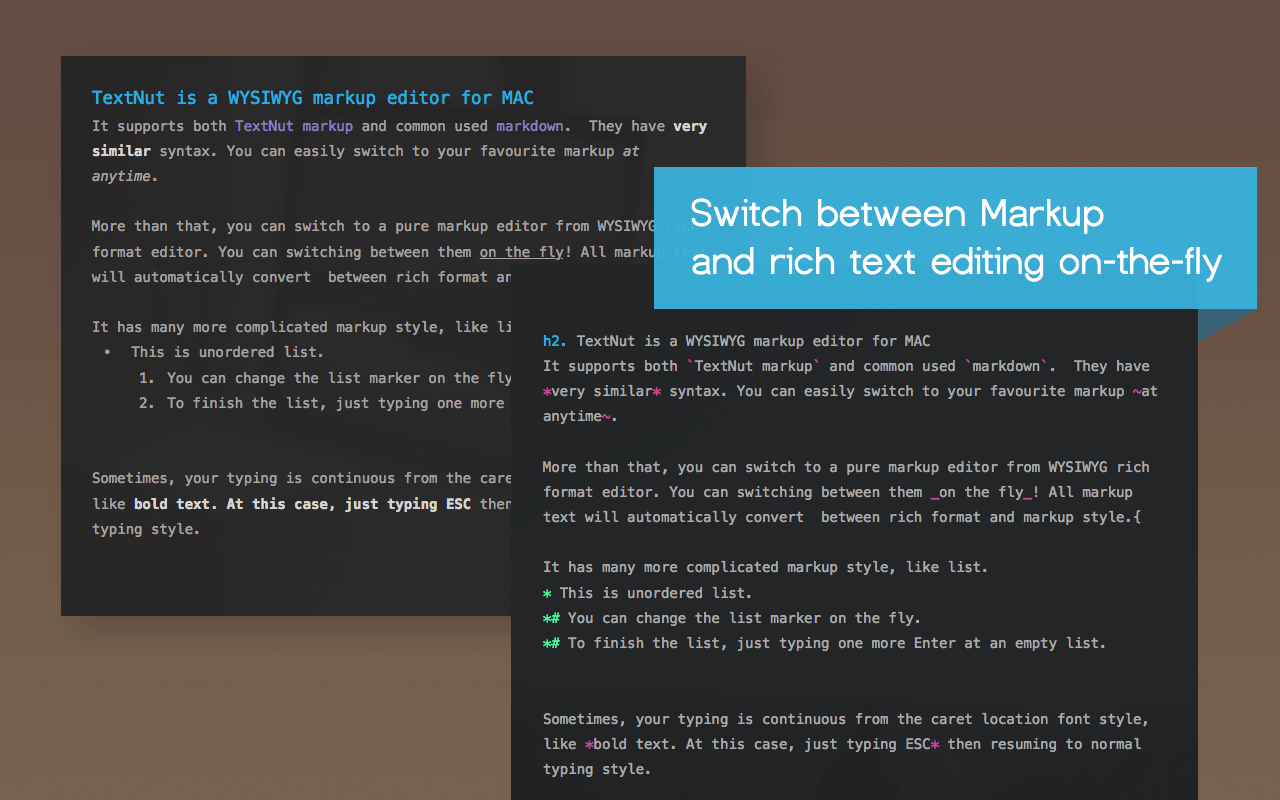 TextNut is a WYSIWYG markup editor for MAC
It supports both TextNut markup and common used markdown.  They have very
similar syntax. You can easily switch to your favourite markup at
anytime.
More than that, you can switch to a pure markup editor from WYSIWYG rich
format editor. You can switching between them on the fly! All markup text
will automatically convert  between rich format an
It has many more complicated markup style, like li
• This is unordered list.
1. You can change the list marker on the fly
2. To finish the list, just typing one more
Sometimes, your typing is continuous from the care
like bold text. At this case, just typing ESC then
typing style.
Switch between Markup
and rich text editing on-the-fly
h2. TextNut is a WYSIWYG markup editor for MAC
It supports both `TextNut markup` and common used `markdown`.  They have
*very similar* syntax. You can easily switch to your favourite markup ~at
anytime~.
More than that, you can switch to a pure markup editor from WYSIWYG rich
format editor. You can switching between them _on the fly_! All markup
text will automatically convert  between rich format and markup style.{
It has many more complicated markup style, like list.
* This is unordered list.
*# You can change the list marker on the fly.
*# To finish the list, just typing one more Enter at an empty list.
Sometimes, your typing is continuous from the caret location font style,
like *bold text. At this case, just typing ESC* then resuming to normal
typing style.